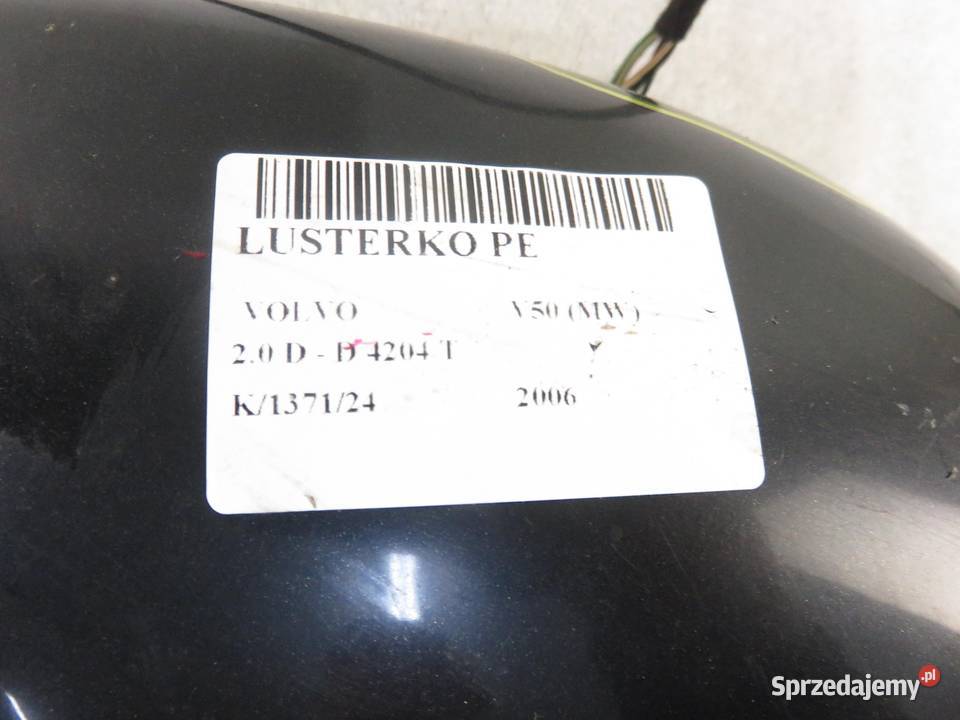 LUSTERKO PE
VOLVO V50 (MW)
2.0 D - D 4204 T
K/1371/24 2006
Sprzedajemy.pl